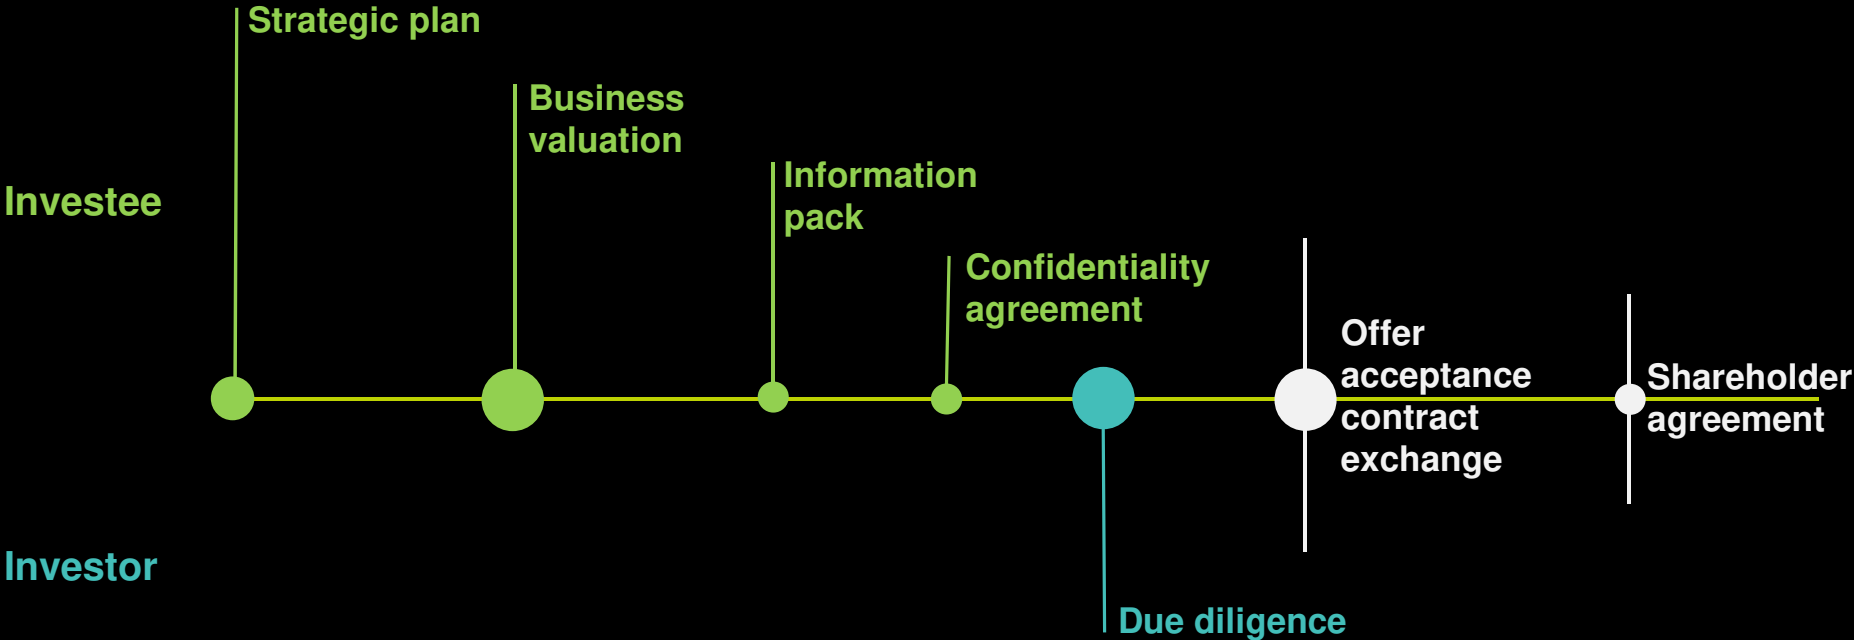 Strategic plan
Business
valuation
Information
pack
Investee
Confidentiality
agreement
Offer
acceptance
contract
exchange
Shareholder
agreement
Investor
Due diligence